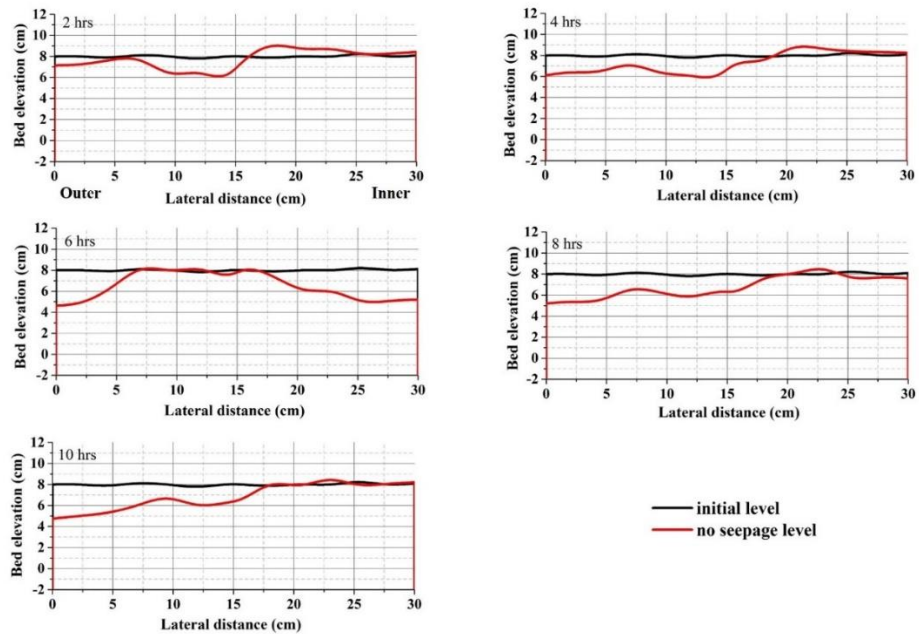 2 hrs
Bed elevation (cm)
12
10
8
6
4
2
0
-2
0 5 10 15 20 25 30
Outer Inner
Lateral distance (cm)
4 hrs
Bed elevation (cm)
12
10
8
6
4
2
0
-2
0 5 10 15 20 25 30
Lateral distance (cm)
6 hrs
Bed elevation (cm)
12
10
8
6
4
2
0
-2
0 5 10 15 20 25 30
Lateral distance (cm)
8 hrs
Bed elevation (cm)
12
10
8
6
4
2
0
-2
0 5 10 15 20 25 30
Lateral distance (cm)
10 hrs
Bed elevation (cm)
12
10
8
6
4
2
0
-2
0 5 10 15 20 25 30
Lateral distance (cm)
initial level
no seepage level